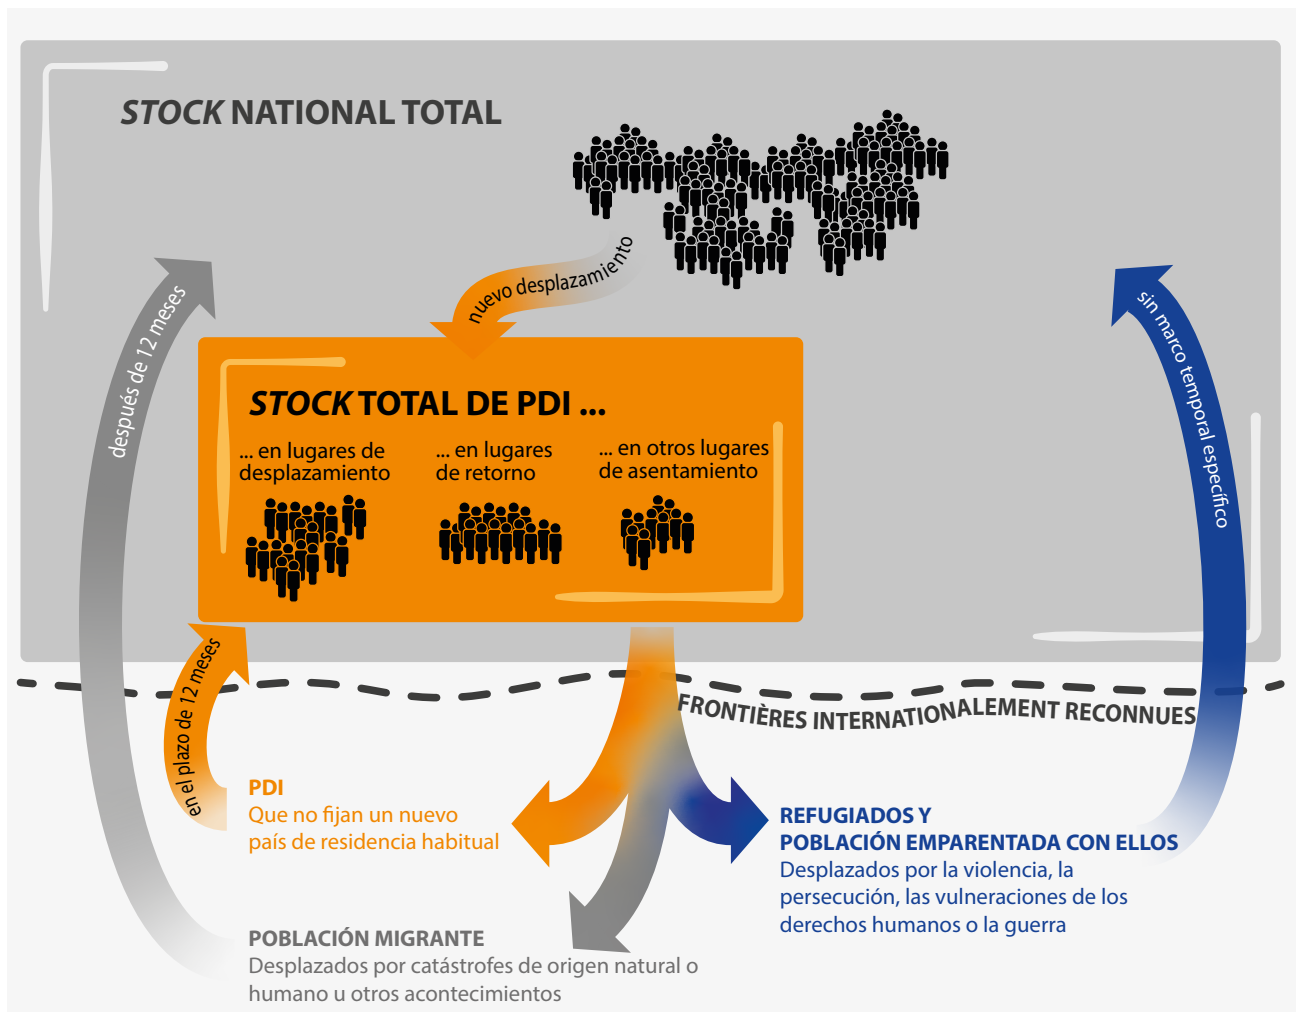 STOCK NATIONAL TOTAL
nuevo desplazamiento
después de 12 meses
sin marco temporal específico
STOCK TOTAL DE PDI ...
... en lugares de
desplazamiento
... en lugares
de retorno
... en otros lugares
de asentamiento
en el plazo de 12 meses
FRONTIÈRES INTERNATIONALEMENT RECONNUES
PDI
Que no fijan un nuevo
país de residencia habitual
REFUGIADOS Y
POBLACIÓN EMPARENTADA CON ELLOS
Desplazados por la violencia, la
persecución, las vulneraciones de los
derechos humanos o la guerra
POBLACIÓN MIGRANTE
Desplazados por catástrofes de origen natural o
humano u otros acontecimientos